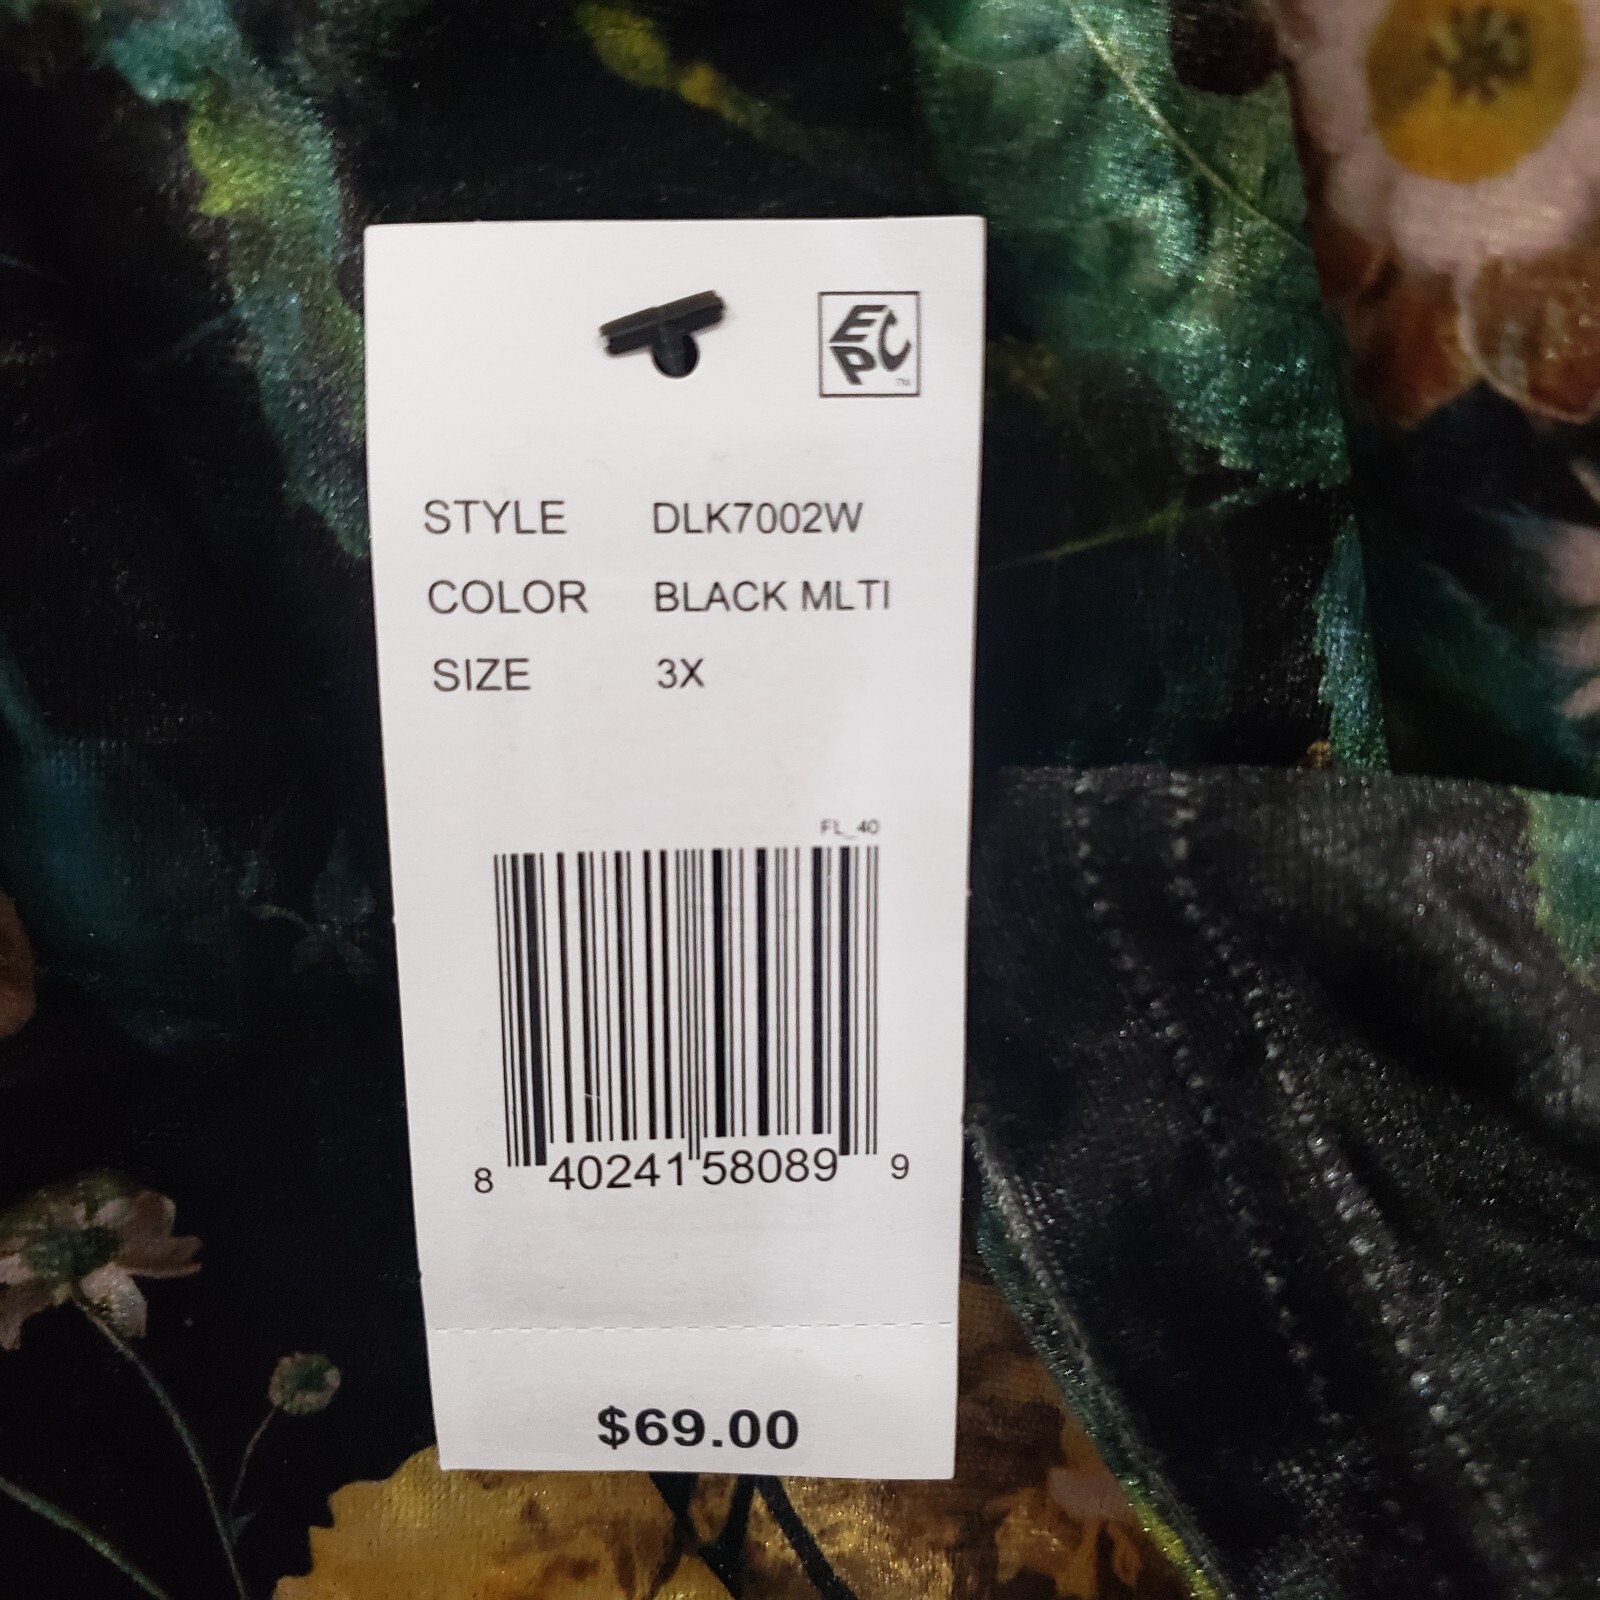 EPC
TM
STYLE DLK7002W
COLOR BLACK MLTI
SIZE 3X
FL_40
8 40241 58089 9
$69.00